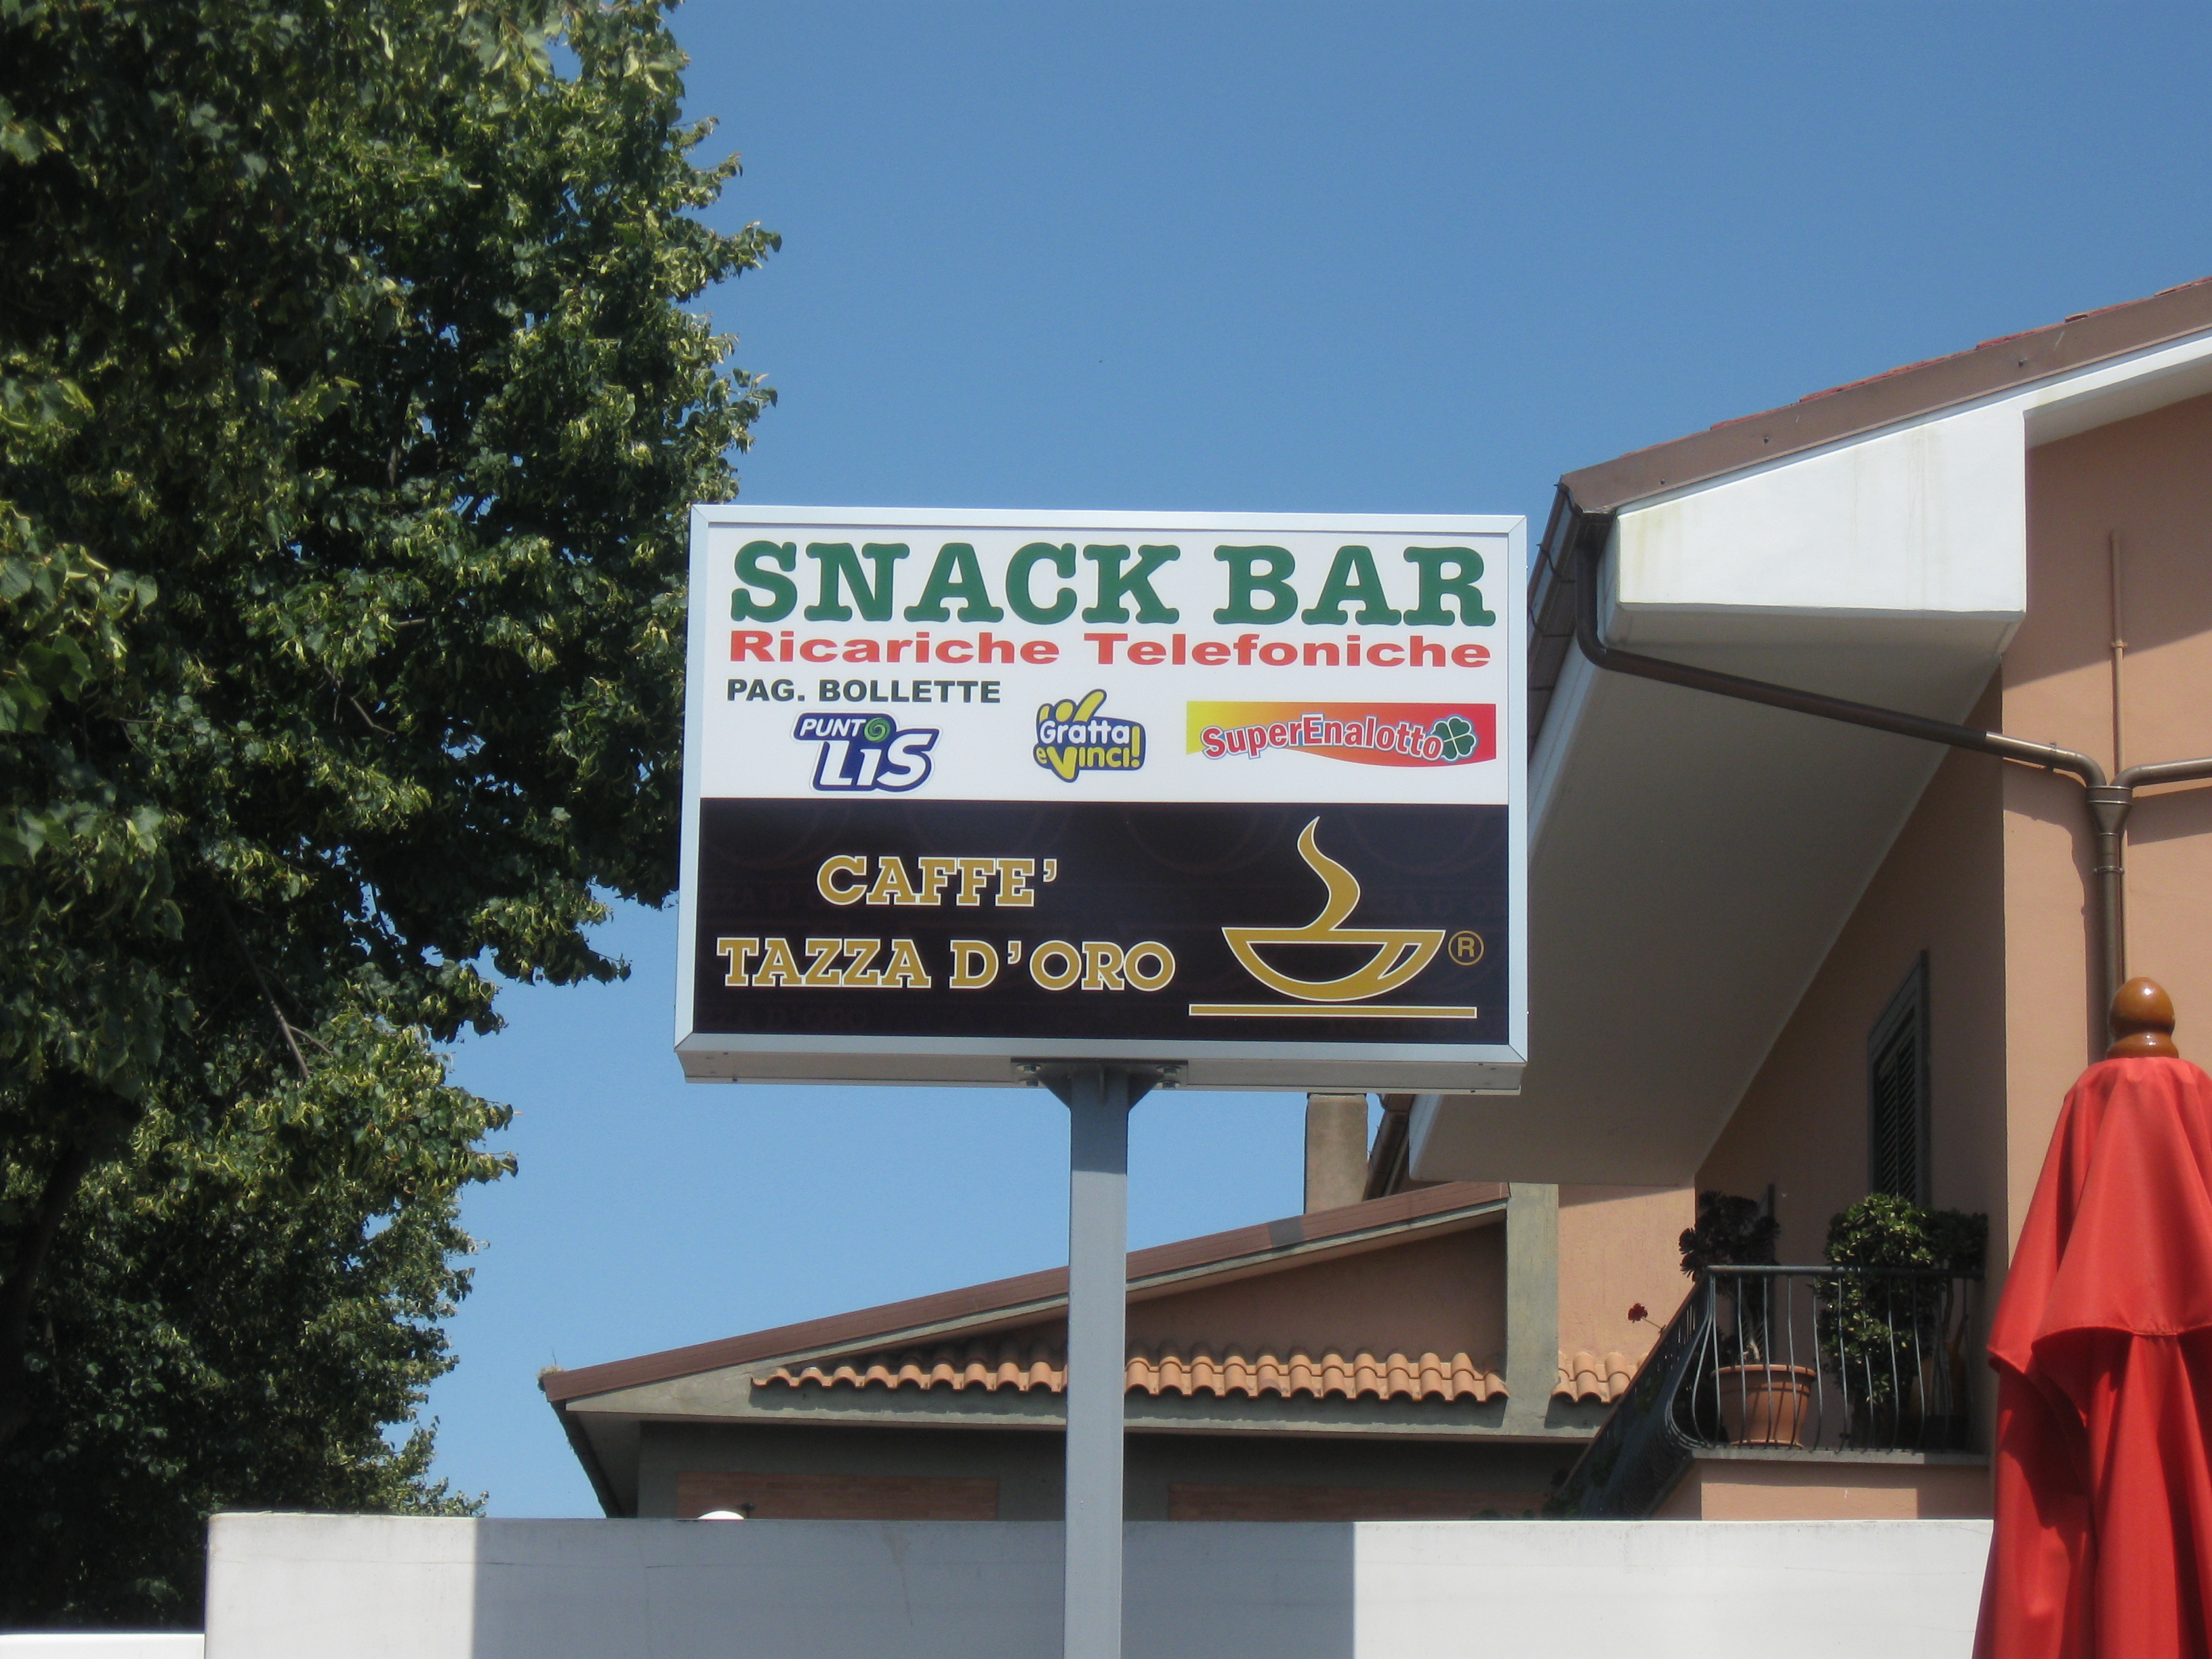 SNACK BAR
Ricariche Telefoniche
PAG. BOLLETTE
PUNTO
LIS
Gratta
e Vinci!
SuperEnalotto
CAFFE'
TAZZA D'ORO
®